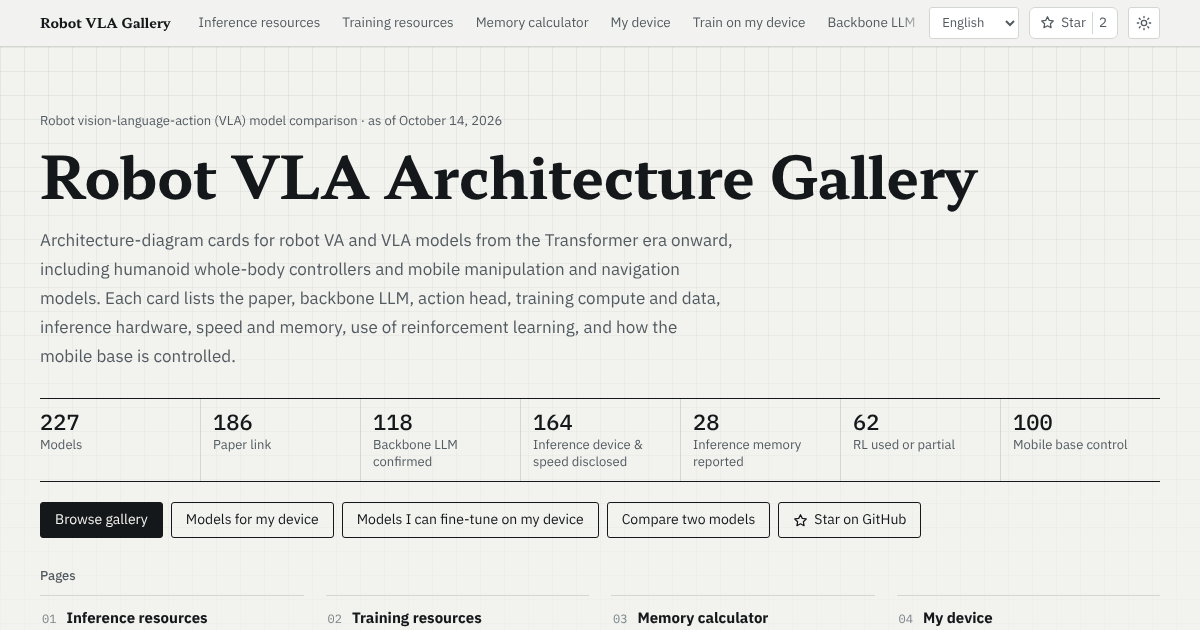 Robot VLA Gallery
Inference resources
Training resources
Memory calculator
My device
Train on my device
Backbone LLM
English
Star
2
Robot vision-language-action (VLA) model comparison · as of October 14, 2026
Robot VLA Architecture Gallery
Architecture-diagram cards for robot VA and VLA models from the Transformer era onward,
including humanoid whole-body controllers and mobile manipulation and navigation
models. Each card lists the paper, backbone LLM, action head, training compute and data,
inference hardware, speed and memory, use of reinforcement learning, and how the
mobile base is controlled.
227
Models
186
Paper link
118
Backbone LLM
confirmed
164
Inference device &
speed disclosed
28
Inference memory
reported
62
RL used or partial
100
Mobile base control
Browse gallery
Models for my device
Models I can fine-tune on my device
Compare two models
Star on GitHub
Pages
01 Inference resources
02 Training resources
03 Memory calculator
04 My device